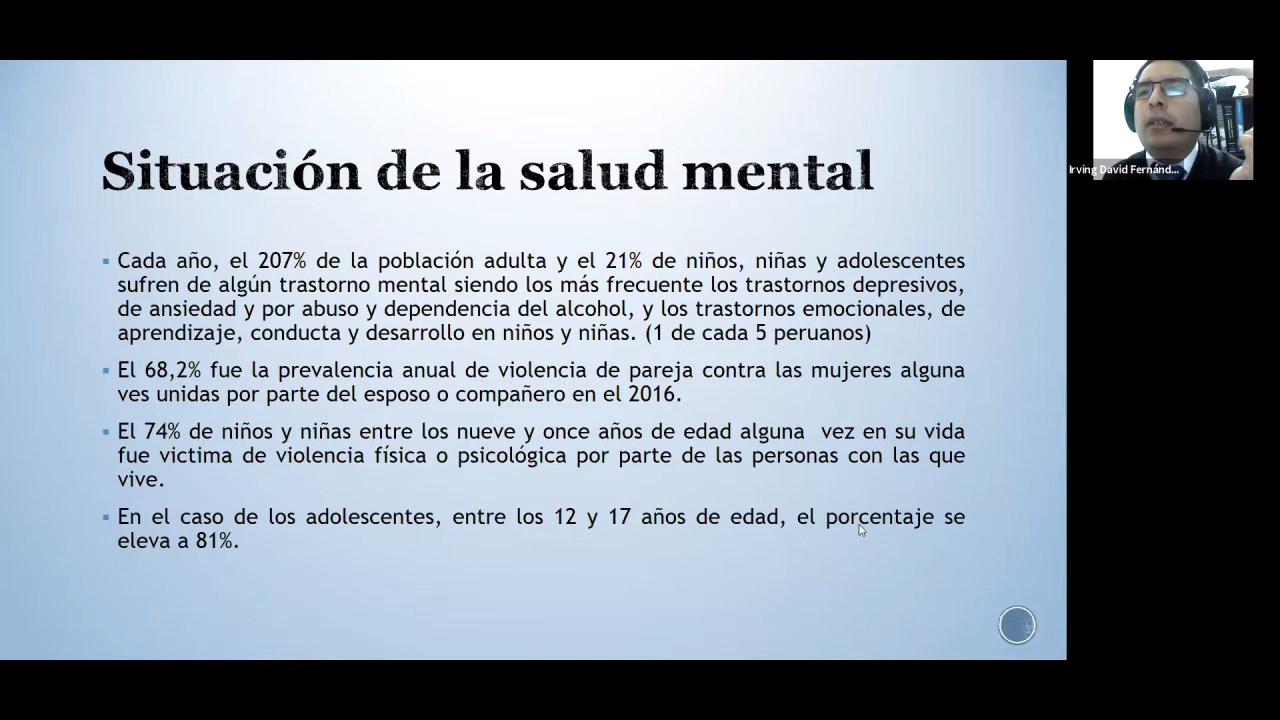 Situación de la salud mental
Cada año, el 207% de la población adulta y el 21% de niños, niñas y adolescentes
sufren de algún trastorno mental siendo los más frecuente los trastornos depresivos,
de ansiedad y por abuso y dependencia del alcohol, y los trastornos emocionales, de
aprendizaje, conducta y desarrollo en niños y niñas. (1 de cada 5 peruanos)
El 68,2% fue la prevalencia anual de violencia de pareja contra las mujeres alguna
ves unidas por parte del esposo o compañero en el 2016.
El 74% de niños y niñas entre los nueve y once años de edad alguna vez en su vida
fue victima de violencia física o psicológica por parte de las personas con las que
vive.
En el caso de los adolescentes, entre los 12 y 17 años de edad, el porcentaje se
eleva a 81%.
Irving David Fernánd...